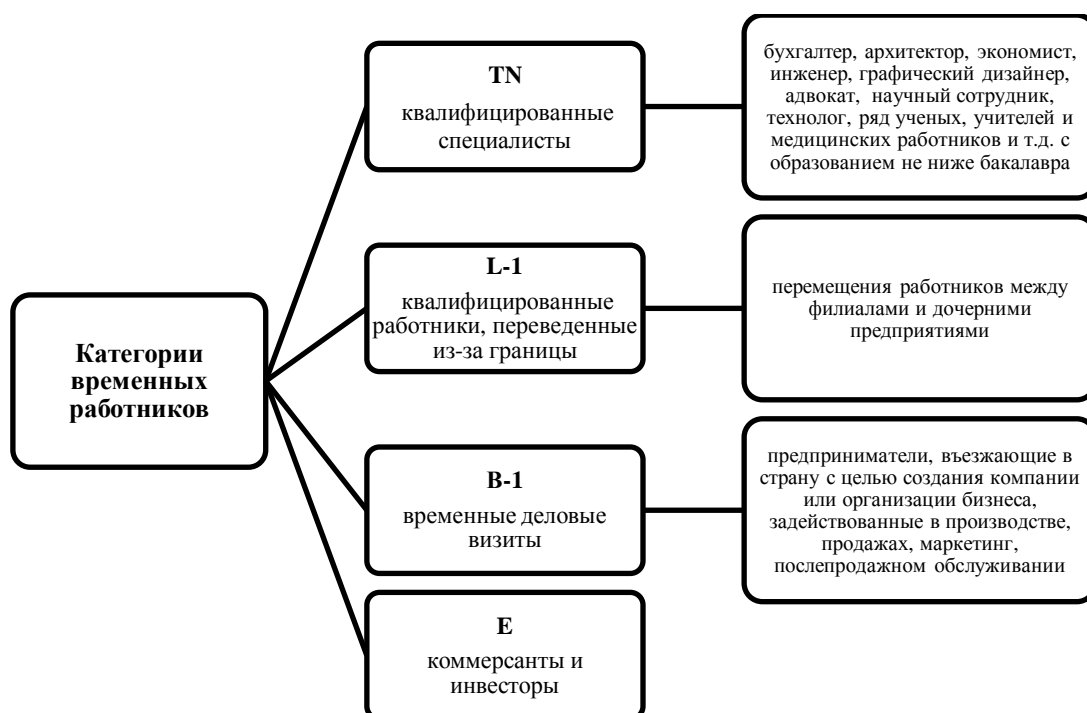 Категории
временных
работников
TN
квалифицированные
специалисты
бухгалтер, архитектор, экономист,
инженер, графический дизайнер,
адвокат, научный сотрудник,
технолог, ряд ученых, учителей и
медицинских работников и т.д. с
образованием не ниже бакалавра
L-1
квалифицированные
работники, переведенные
из-за границы
перемещения работников между
филиалами и дочерними
предприятиями
B-1
временные деловые
визиты
предприниматели, въезжающие в
страну с целью создания компании
или организации бизнеса,
задействованные в производстве,
продажах, маркетинг,
послепродажном обслуживании
E
коммерсанты и
инвесторы